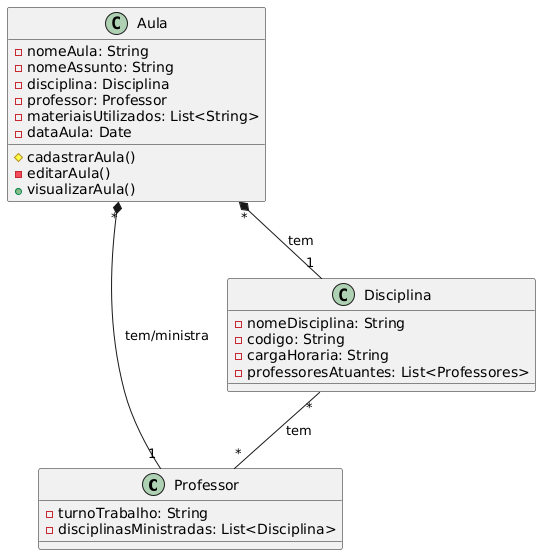 C Aula
nomeAula: String
nomeAssunto: String
disciplina: Disciplina
professor: Professor
materiaisUtilizados: List<String>
dataAula: Date
cadastrarAula()
editarAula()
visualizarAula()
* *
tem
1
C Disciplina
nomeDisciplina: String
codigo: String
cargaHoraria: String
professoresAtuantes: List<Professores>
tem/ministra
*
tem
1 *
C Professor
turnoTrabalho: String
disciplinasMinistradas: List<Disciplina>